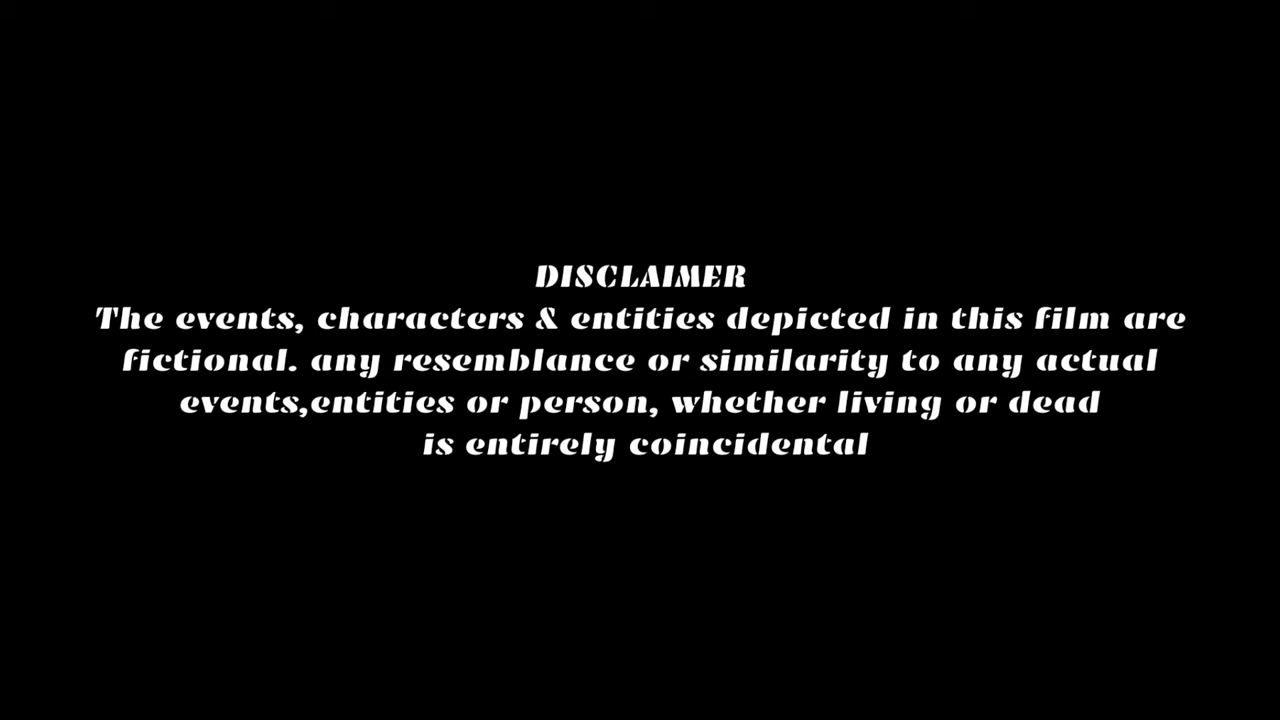 DISCLAIMER
The events, characters & entities depicted in this film are
fictional. any resemblance or similarity to any actual
events,entities or person, whether living or dead
is entirely coincidental